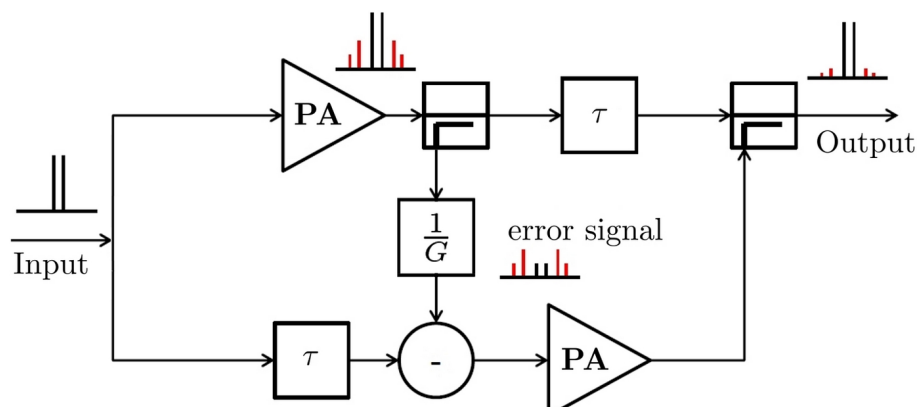 PA
τ
Output
Input
1
G
error signal
τ
-
PA